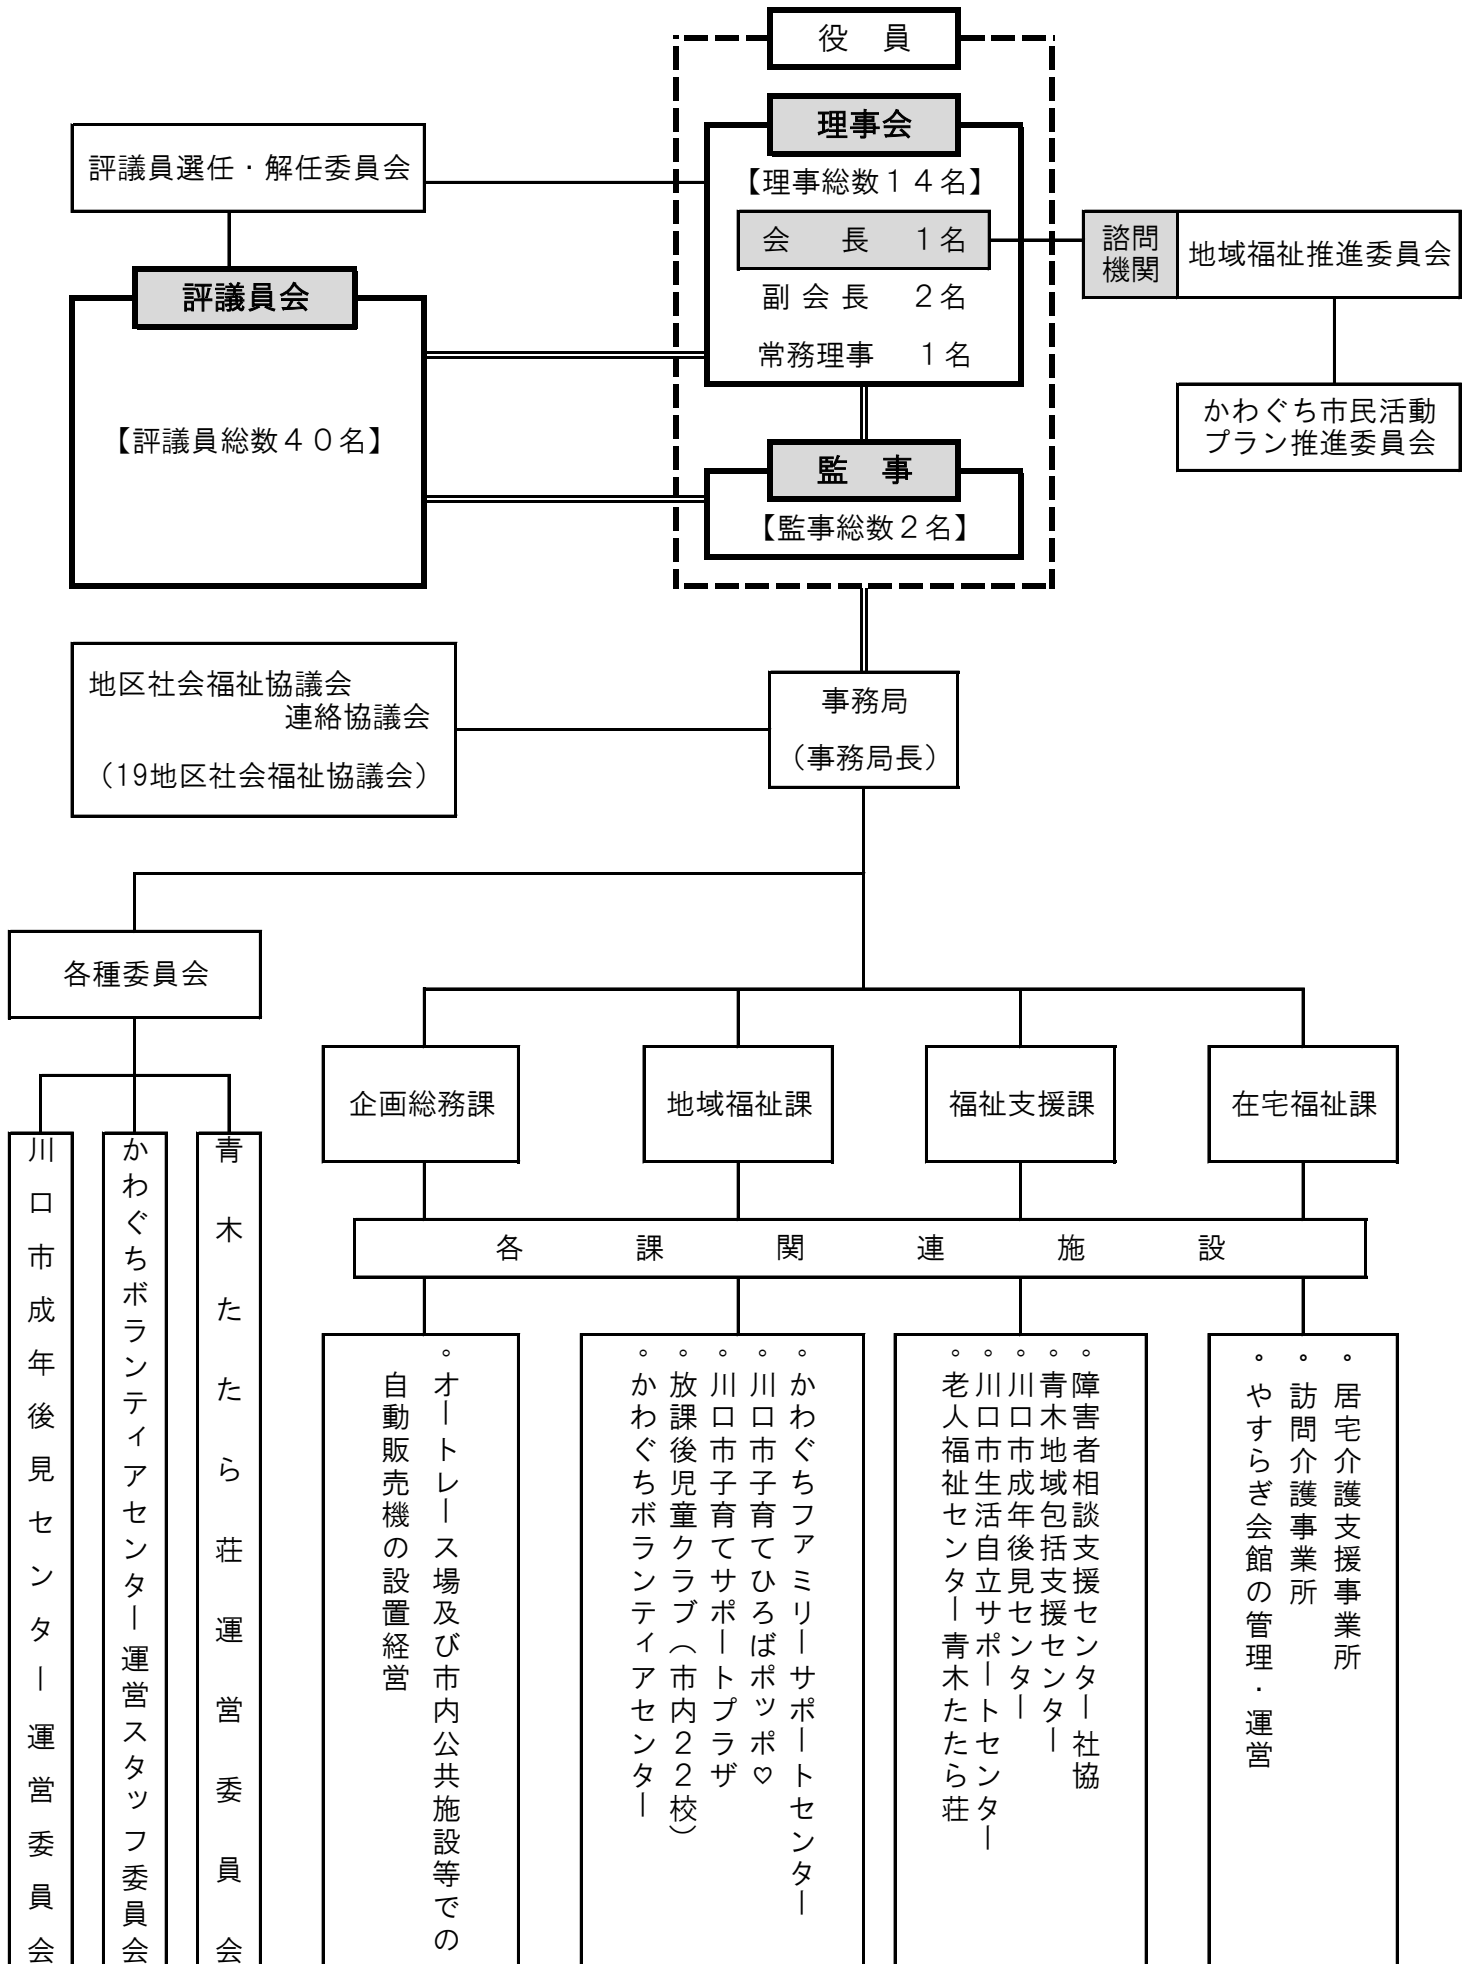 役　員
理事会
【理事総数１４名】
会　長　１名
副会長　２名
常務理事　１名
評議員選任・解任委員会
評議員会
【評議員総数４０名】
諮問
機関
地域福祉推進委員会
かわぐち市民活動
プラン推進委員会
監　事
【監事総数２名】
地区社会福祉協議会
連絡協議会
（19地区社会福祉協議会）
事務局
（事務局長）
各種委員会
企画総務課
地域福祉課
福祉支援課
在宅福祉課
各課関連施設
青木たたら荘運営委員会
かわぐちボランティアセンター運営スタッフ委員会
川口市成年後見センター運営委員会
。オートレース場及び市内公共施設等での
自動販売機の設置経営
。かわぐちファミリーサポートセンター
。川口市子育てひろばポッポ♡
。川口市子育てサポートプラザ
。放課後児童クラブ（市内２２校）
。かわぐちボランティアセンター
。障害者相談支援センター社協
。青木地域包括支援センター
。川口市成年後見センター
。川口市生活自立サポートセンター
。老人福祉センター青木たたら荘
。居宅介護支援事業所
。訪問介護事業所
。やすらぎ会館の管理・運営